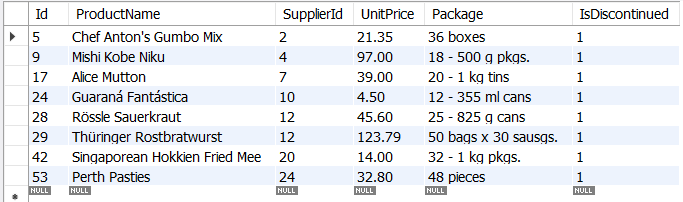 Id ProductName SupplierId UnitPrice Package IsDiscontinued
5 Chef Anton's Gumbo Mix 2 21.35 36 boxes 1
9 Mishi Kobe Niku 4 97.00 18 - 500 g pkgs. 1
17 Alice Mutton 7 39.00 20 - 1 kg tins 1
24 Guaraná Fantástica 10 4.50 12 - 355 ml cans 1
28 Rössle Sauerkraut 12 45.60 25 - 825 g cans 1
29 Thüringer Rostbratwurst 12 123.79 50 bags x 30 sausgs. 1
42 Singaporean Hokkien Fried Mee 20 14.00 32 - 1 kg pkgs. 1
53 Perth Pasties 24 32.80 48 pieces 1
NULL NULL NULL NULL NULL NULL